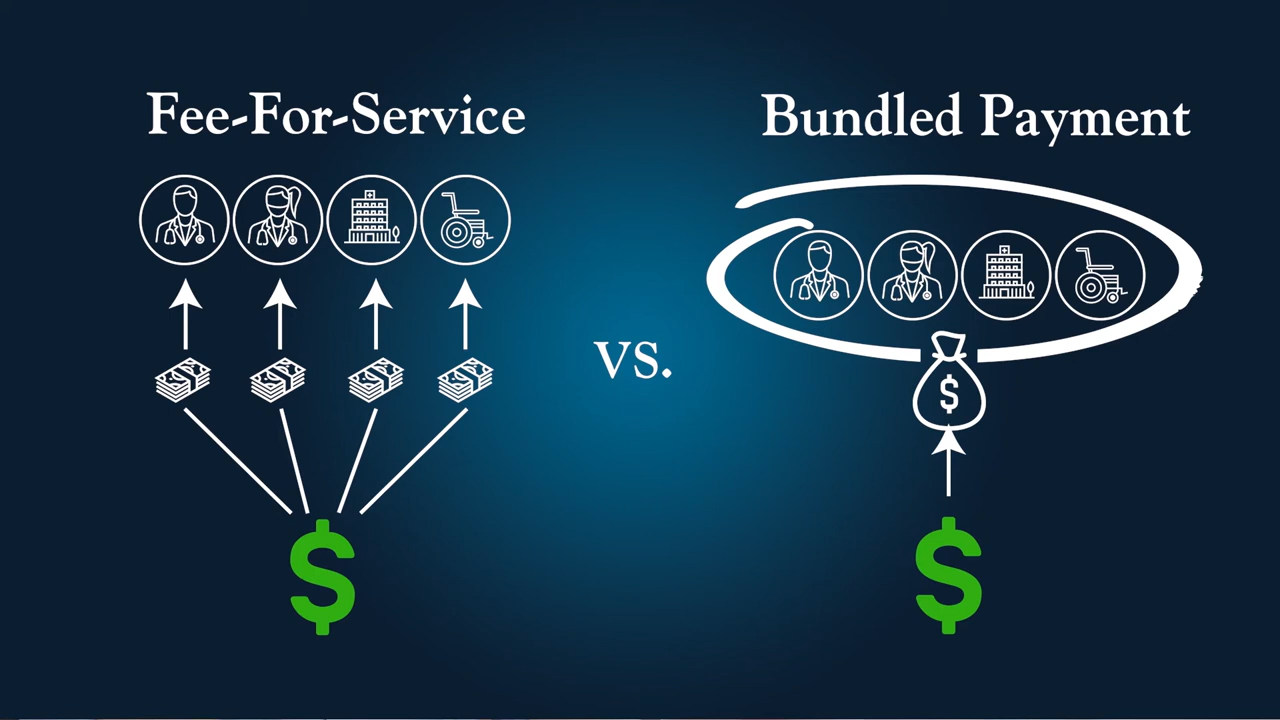 Fee-For-Service
Bundled Payment
vs.
$
$
$